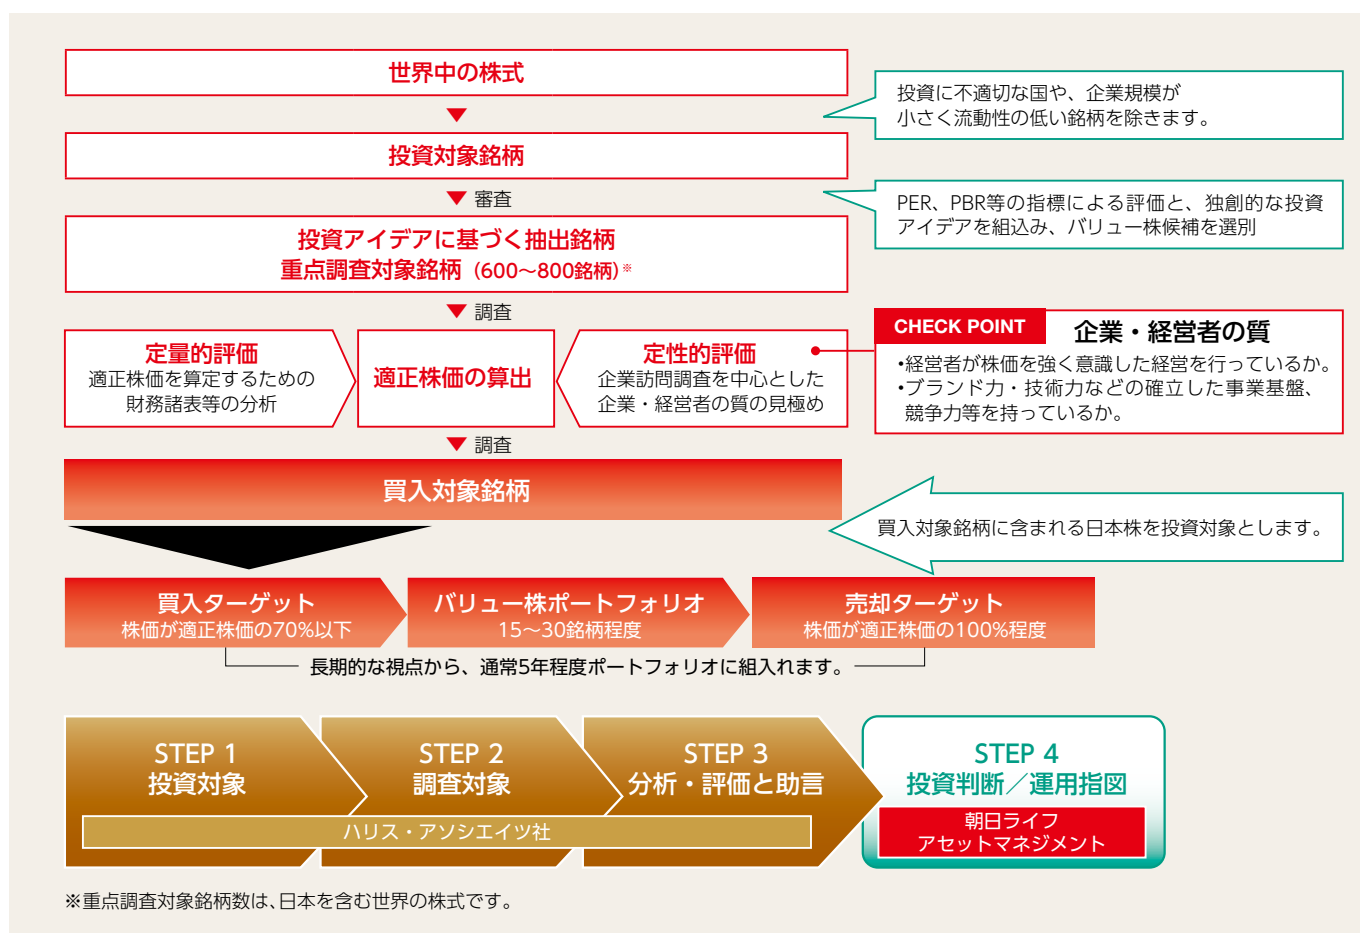 世界中の株式
投資に不適切な国や、企業規模が
小さく流動性の低い銘柄を除きます。
投資対象銘柄
審査
PER、PBR等の指標による評価と、独創的な投資
アイデアを組込み、バリュー株候補を選別
投資アイデアに基づく抽出銘柄
重点調査対象銘柄（600～800銘柄）※
調査
定量的評価
適正株価を算定するための
財務諸表等の分析
適正株価の算出
定性的評価
企業訪問調査を中心とした
企業・経営者の質の見極め
CHECK POINT 企業・経営者の質
•経営者が株価を強く意識した経営を行っているか。
•ブランド力・技術力などの確立した事業基盤、
競争力等を持っているか。
調査
買入対象銘柄
買入対象銘柄に含まれる日本株を投資対象とします。
買入ターゲット
株価が適正株価の70%以下
バリュー株ポートフォリオ
15～30銘柄程度
売却ターゲット
株価が適正株価の100%程度
長期的な視点から、通常5年程度ポートフォリオに組入れます。
STEP 1
投資対象
STEP 2
調査対象
STEP 3
分析・評価と助言
ハリス・アソシエイツ社
STEP 4
投資判断／運用指図
朝日ライフ
アセットマネジメント
※重点調査対象銘柄数は、日本を含む世界の株式です。